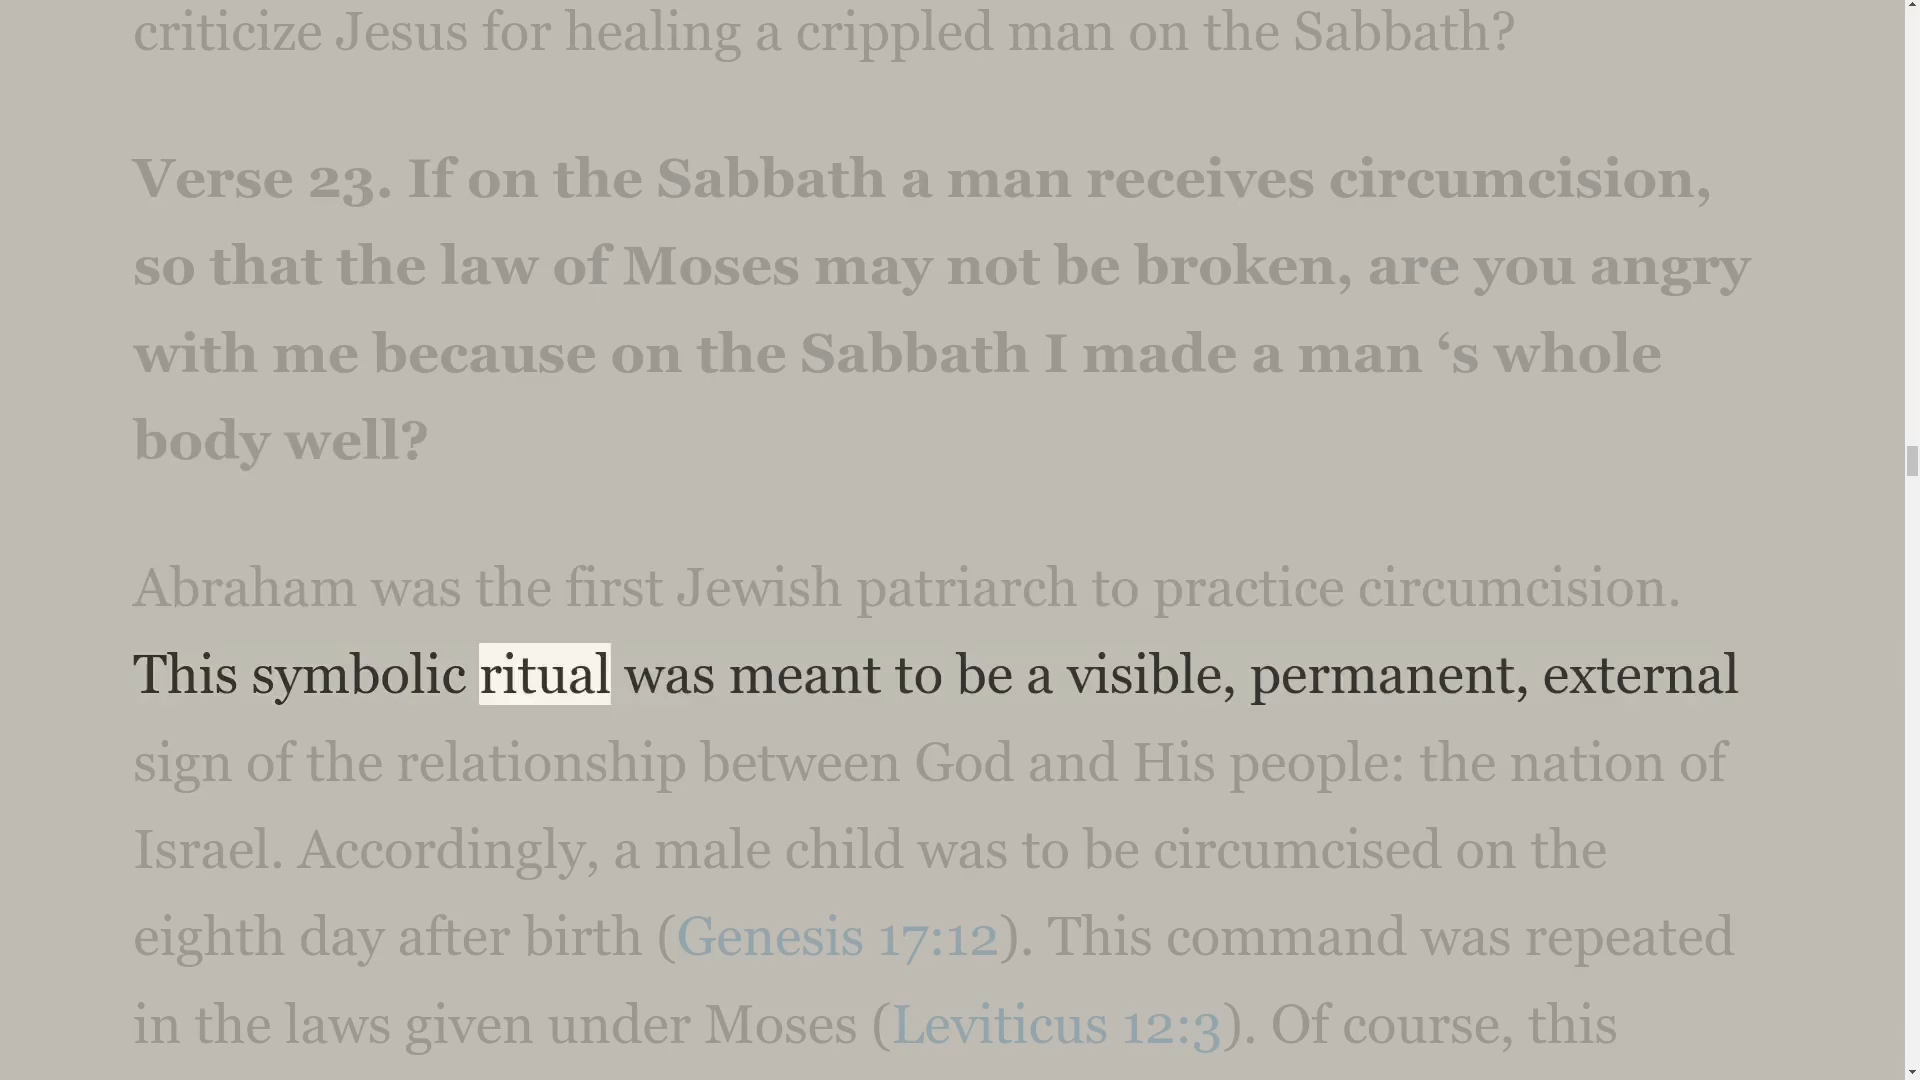 criticize Jesus for healing a crippled man on the Sabbath?
Verse 23. If on the Sabbath a man receives circumcision,
so that the law of Moses may not be broken, are you angry
with me because on the Sabbath I made a man ‘s whole
body well?
Abraham was the first Jewish patriarch to practice circumcision.
This symbolic ritual was meant to be a visible, permanent, external
sign of the relationship between God and His people: the nation of
Israel. Accordingly, a male child was to be circumcised on the
eighth day after birth (Genesis 17:12). This command was repeated
in the laws given under Moses (Leviticus 12:3). Of course, this